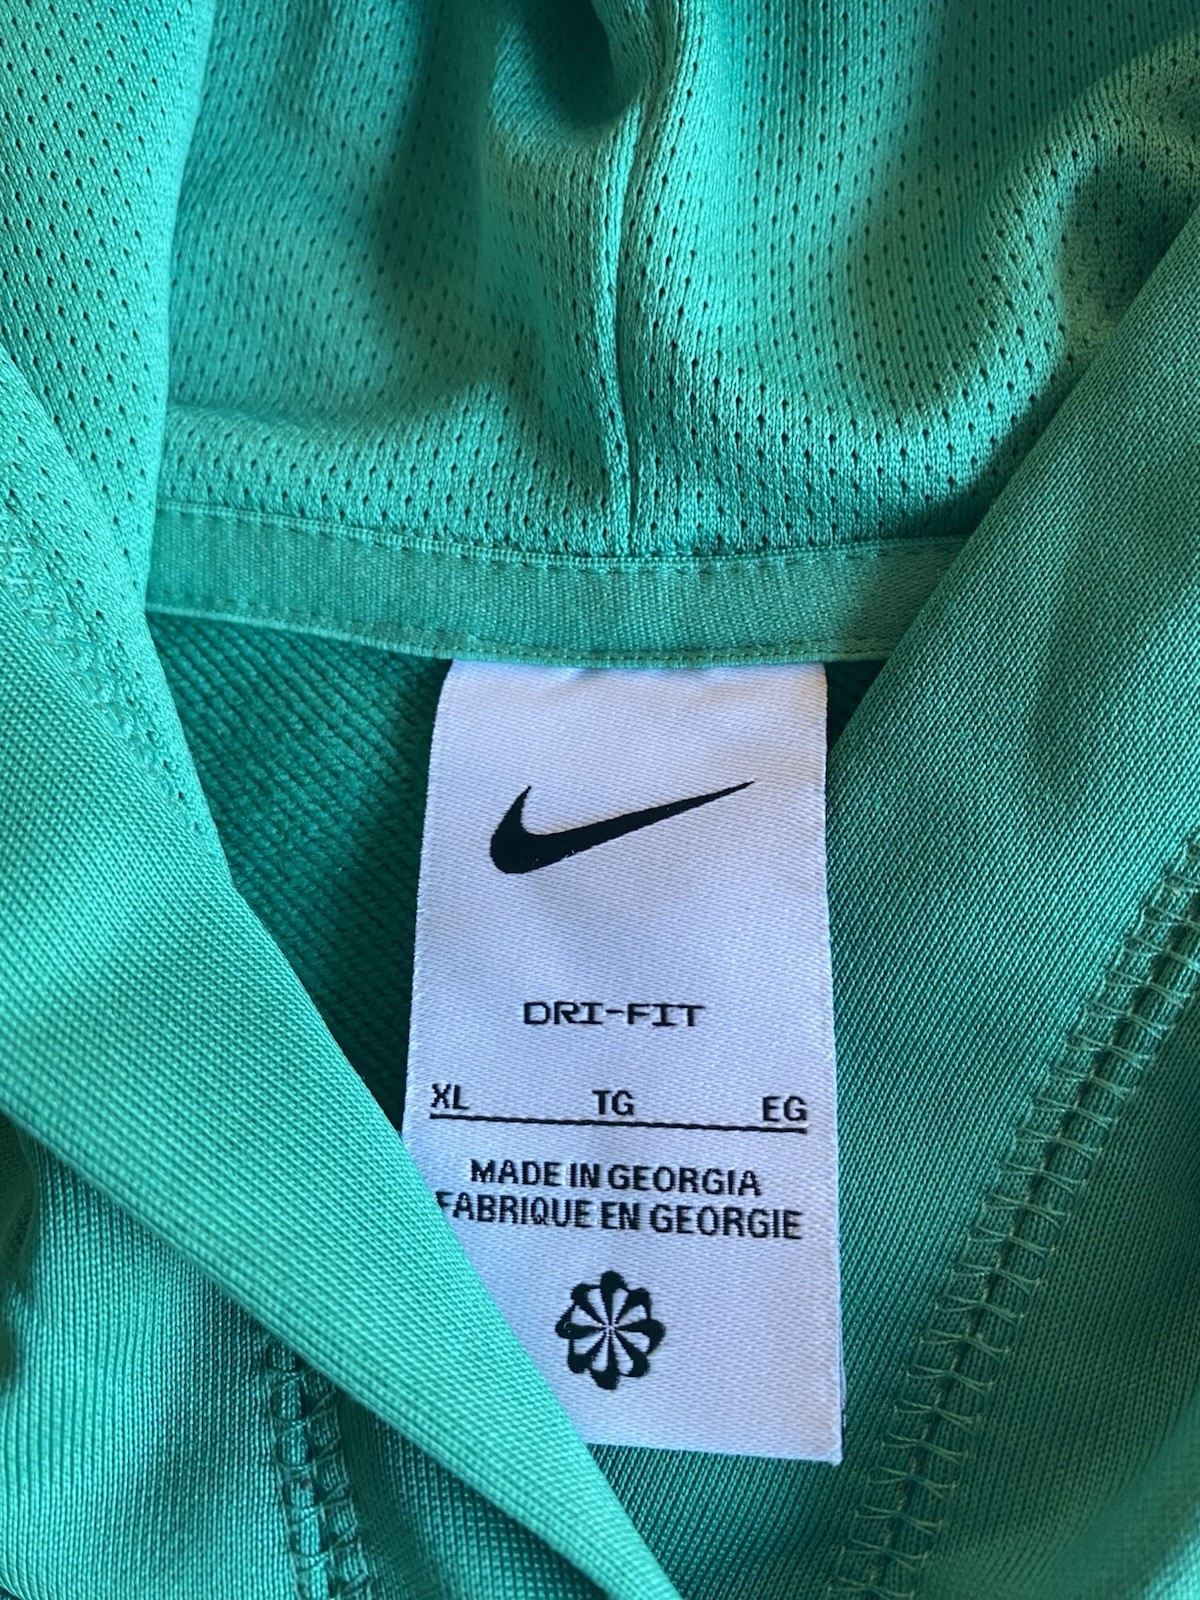 DRI-FIT
XL TG EG
MADE IN GEORGIA
FABRIQUE EN GEORGIE